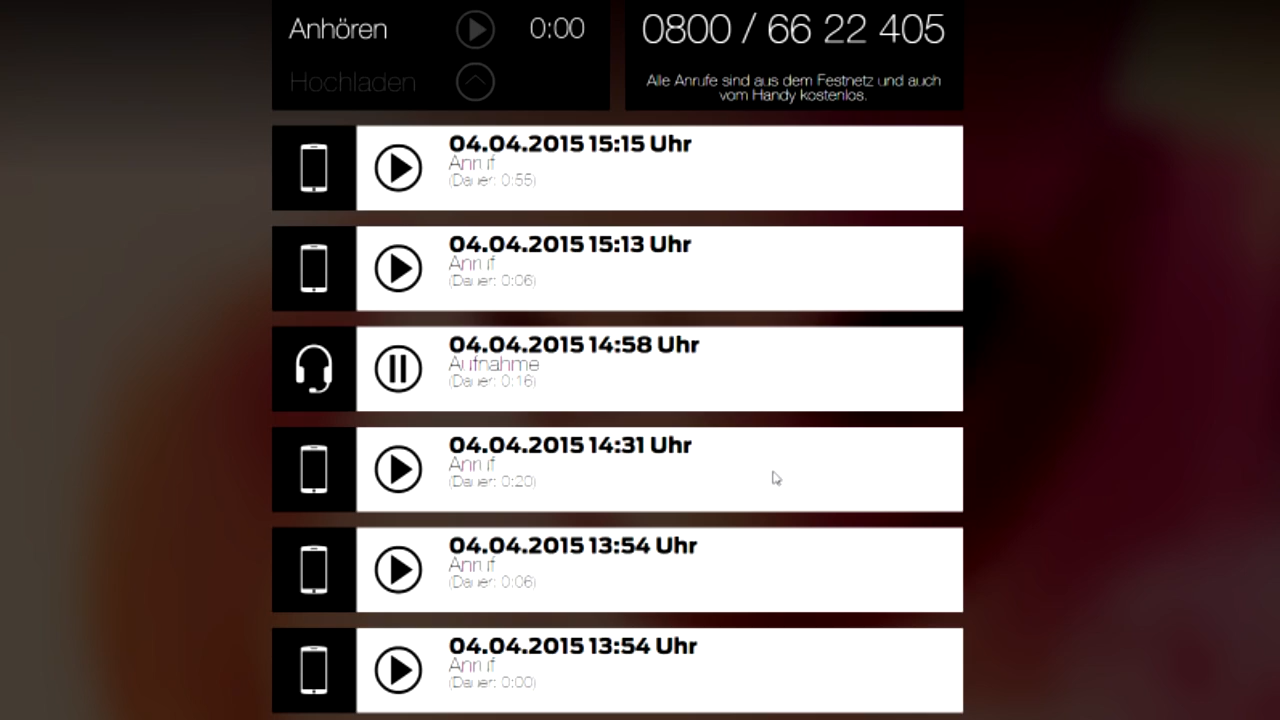 Anhören 0:00
Hochladen
0800 / 66 22 405
Alle Anrufe sind aus dem Festnetz und auch
vom Handy kostenlos.
04.04.2015 15:15 Uhr
Anruf
(Dauer: 0:55)
04.04.2015 15:13 Uhr
Anruf
(Dauer: 0:06)
04.04.2015 14:58 Uhr
Aufnahme
(Dauer: 0:16)
04.04.2015 14:31 Uhr
Anruf
(Dauer: 0:20)
04.04.2015 13:54 Uhr
Anruf
(Dauer: 0:06)
04.04.2015 13:54 Uhr
Anruf
(Dauer: 0:00)